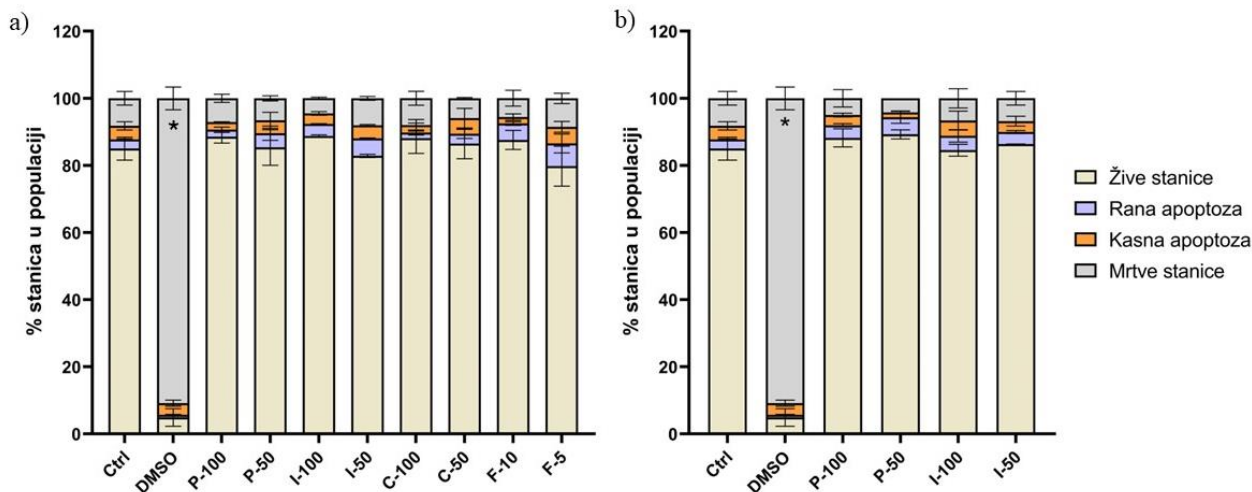 a)
% stanica u populaciji
120
100
80
60
40
20
0
*
Ctrl
DMSO
P-100
P-50
I-100
I-50
C-100
C-50
F-10
F-5
b)
% stanica u populaciji
120
100
80
60
40
20
0
*
Ctrl
DMSO
P-100
P-50
I-100
I-50
Žive stanice
Rana apoptoza
Kasna apoptoza
Mrtve stanice